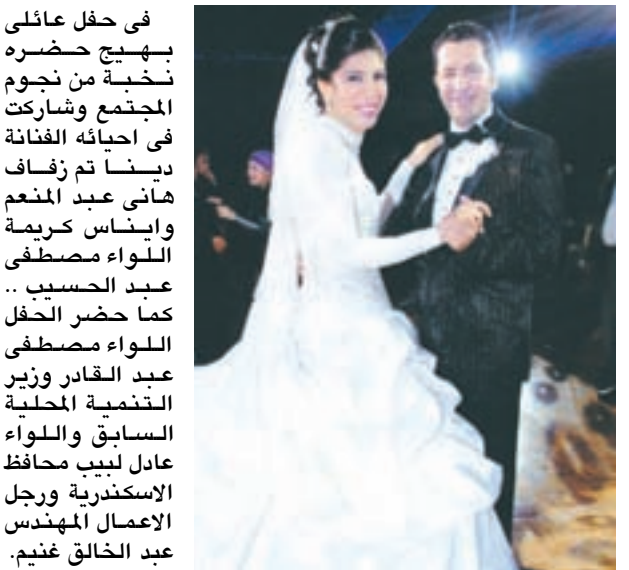 فى حفل عائلى
بهيج حضره
نخبة من نجوم
المجتمع وشاركت
فى احيائه الفنانة
دينا تم زفاف
هانى عبد المنعم
وايناس كريمة
اللواء مصطفى
عبد الحسيب ..
كما حضر الحفل
اللواء مصطفى
عبد القادر وزير
التنمية المحلية
السابق واللواء
عادل لبيب محافظ
الاسكندرية ورجل
الاعمال المهندس
عبد الخالق غنيم.